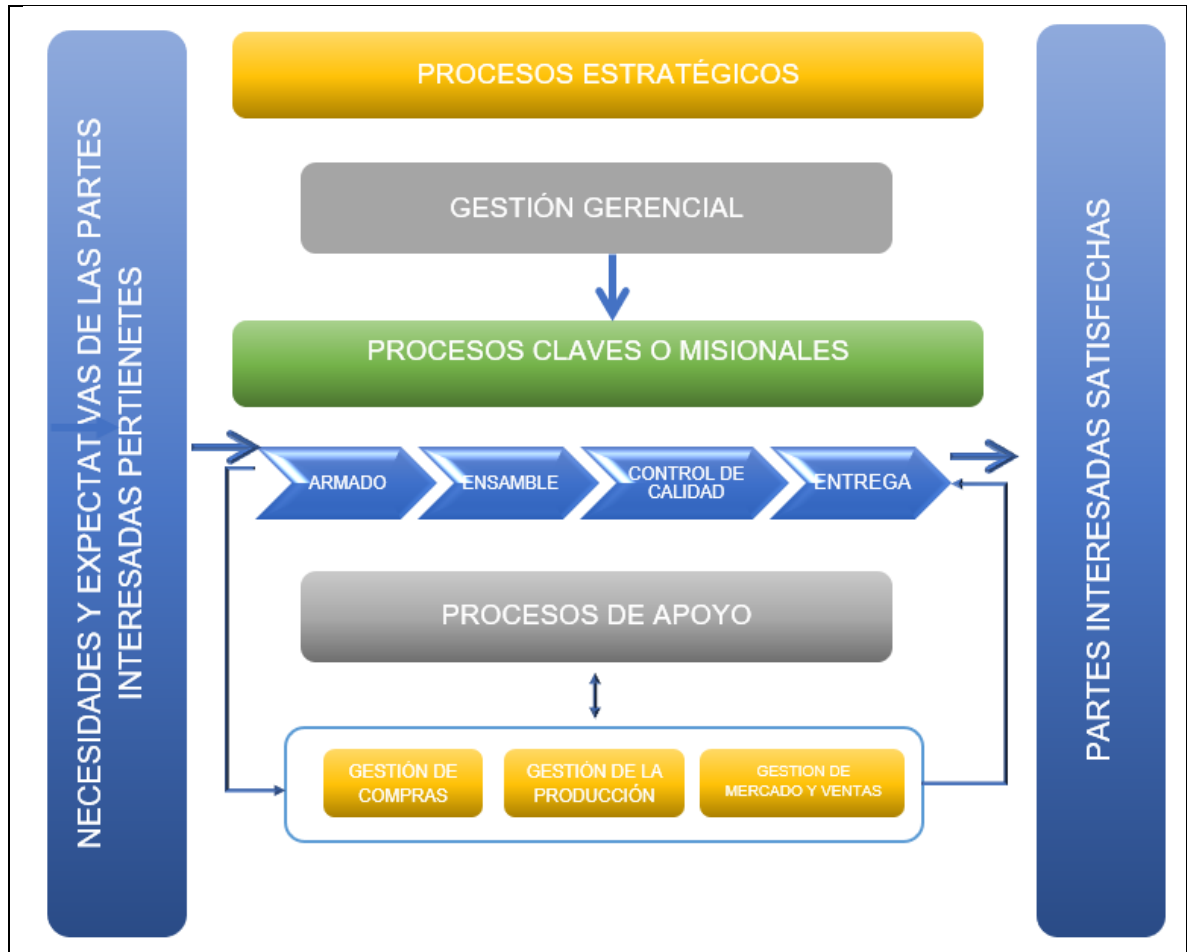 NECESIDADES Y EXPECTAT VAS DE LAS PARTES
INTERESADAS PERTIENETES
PROCESOS ESTRATÉGICOS
GESTIÓN GERENCIAL
PROCESOS CLAVES O MISIONALES
ARMADO
ENSAMBLE
CONTROL DE
CALIDAD
ENTREGA
PROCESOS DE APOYO
GESTIÓN DE
COMPRAS
GESTIÓN DE LA
PRODUCCIÓN
GESTION DE
MERCADO Y VENTAS
PARTES INTERESADAS SATISFECHAS